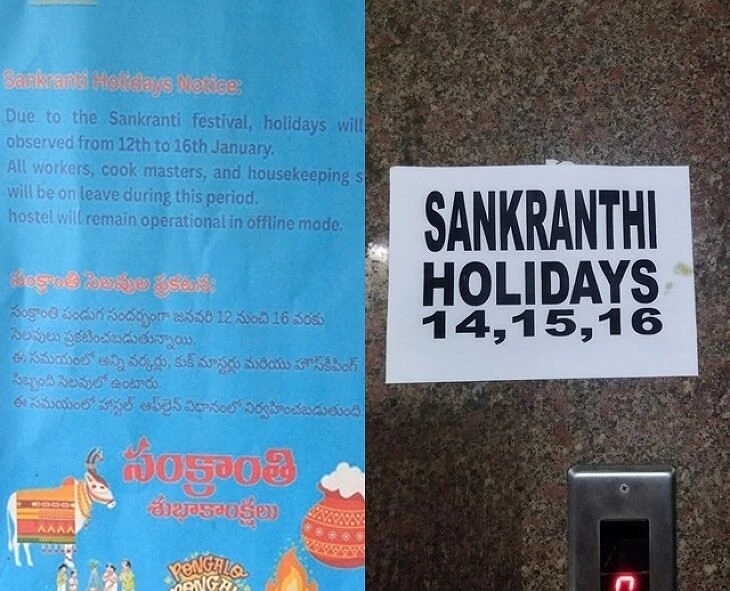 Sankranti Holidays Notice:
Due to the Sankranti festival, holidays will
observed from 12th to 16th January.
All workers, cook masters, and housekeeping
will be on leave during this period.
hostel will remain operational in offline mode.
సంక్రాంతి సెలవుల ప్రకటన:
సంక్రాంతి పండుగ సందర్భంగా జనవరి 12 నుంచి 16 వరకు
సెలవులు ప్రకటించబడుతున్నాయి.
ఈ సమయంలో అన్ని వర్కర్లు, కుక్ మాస్టర్లు మరియు హౌస్‌కీపింగ్
సిబ్బంది సెలవులో ఉంటారు.
ఈ సమయంలో హాస్టల్ ఆఫ్‌లైన్ విధానంలో నిర్వహించబడుతుంది.
సంక్రాంతి
శుభాకాంక్షలు
PONGALO
PONGAL
SANKRANTHI
HOLIDAYS
14,15,16